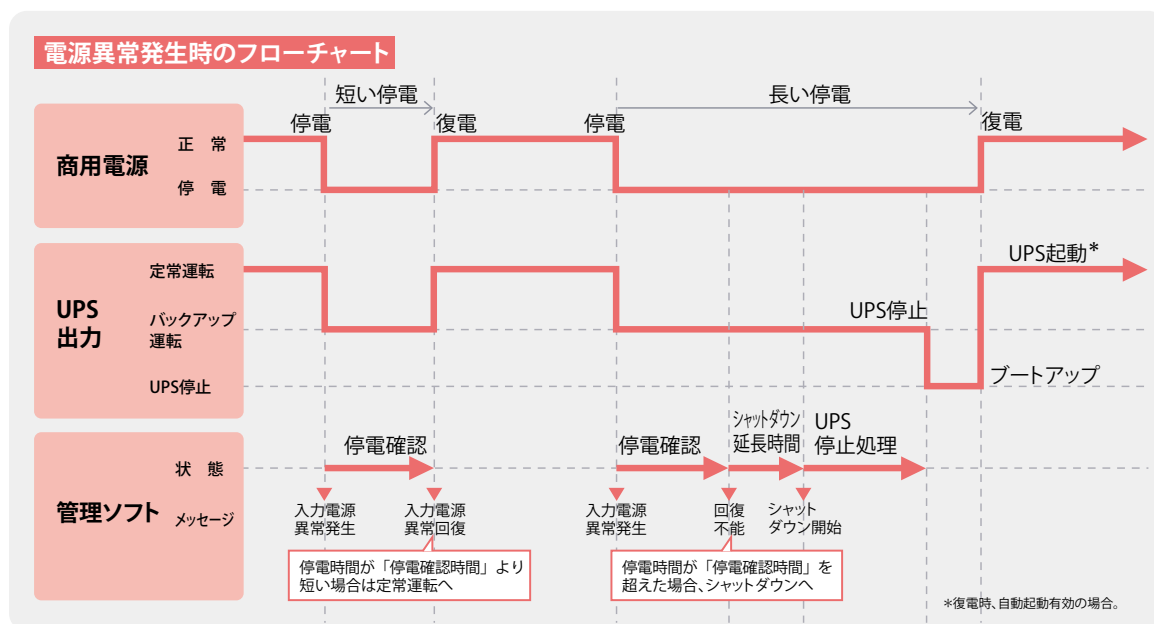 電源異常発生時のフローチャート
短い停電
長い停電
停電
復電
停電
復電
商用電源
正 常
停 電
UPS
出力
定常運転
バックアップ
運転
UPS停止
UPS停止
UPS起動*
ブートアップ
管理ソフト
状 態
メッセージ
停電確認
停電確認
シャットダウン
延長時間
UPS
停止処理
入力電源
異常発生
入力電源
異常回復
入力電源
異常発生
回復
不能
シャット
ダウン開始
停電時間が「停電確認時間」より
短い場合は定常運転へ
停電時間が「停電確認時間」を
超えた場合、シャットダウンへ
*復電時、自動起動有効の場合。